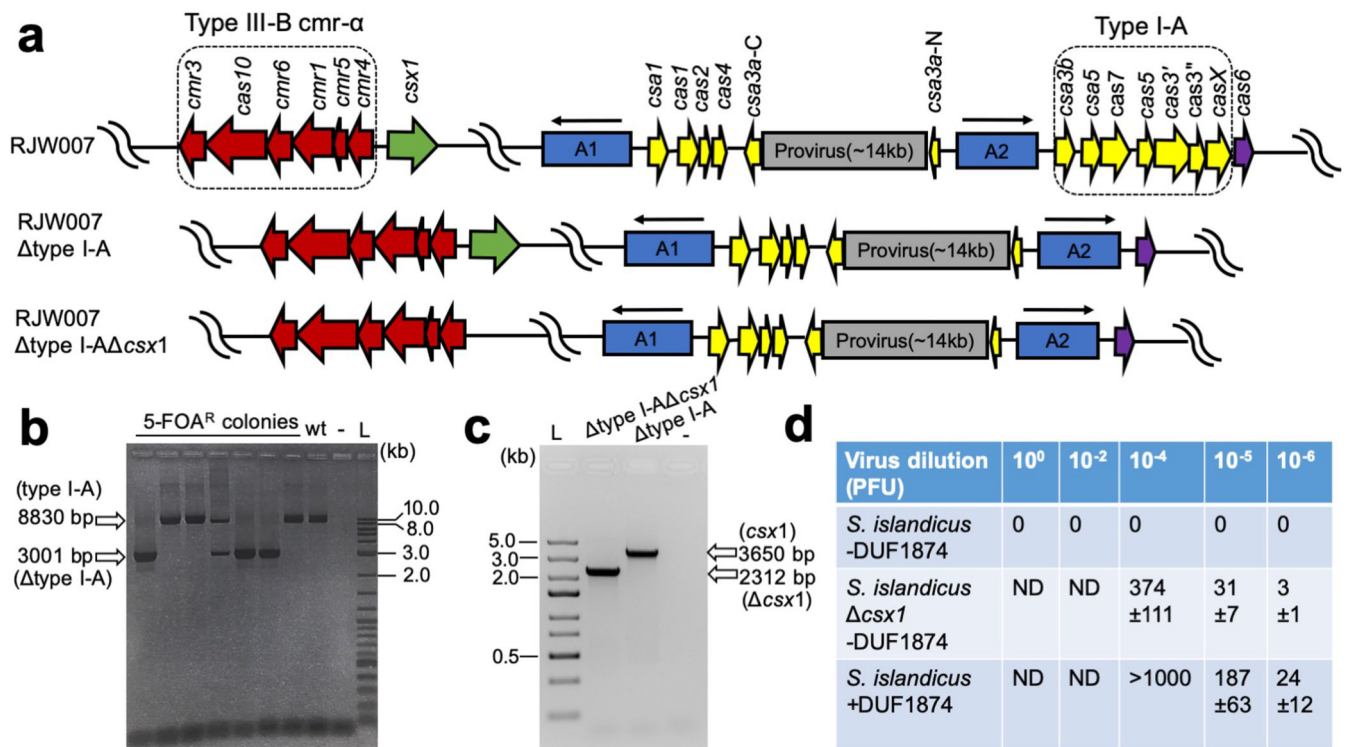 a
Type III-B cmr-α
Type I-A
cmr3
cas10
cmr6
cmr1
cmr5
cmr4
csx1
csa1
cas1
cas2
cas4
csa3a-C
csa3a-N
csa3b
csa5
cas7
cas5
cas3'
cas3"
casX
cas6
RJW007
A1
Provirus(~14kb)
A2
RJW007
Δtype I-A
A1
Provirus(~14kb)
A2
RJW007
Δtype I-AΔcsx1
A1
Provirus(~14kb)
A2
b
5-FOAᴿ colonies wt - L
(kb)
(type I-A)
8830 bp
3001 bp
(Δtype I-A)
10.0
8.0
3.0
2.0
c
L
Δtype I-AΔcsx1
Δtype I-A
-
(kb)
5.0
3.0
2.0
0.5
(csx1)
3650 bp
2312 bp
(Δcsx1)
d
Virus dilution (PFU) 10⁰ 10⁻² 10⁻⁴ 10⁻⁵ 10⁻⁶
S. islandicus -DUF1874 0 0 0 0 0
S. islandicus Δcsx1 -DUF1874 ND ND 374 ±111 31 ±7 3 ±1
S. islandicus +DUF1874 ND ND >1000 187 ±63 24 ±12